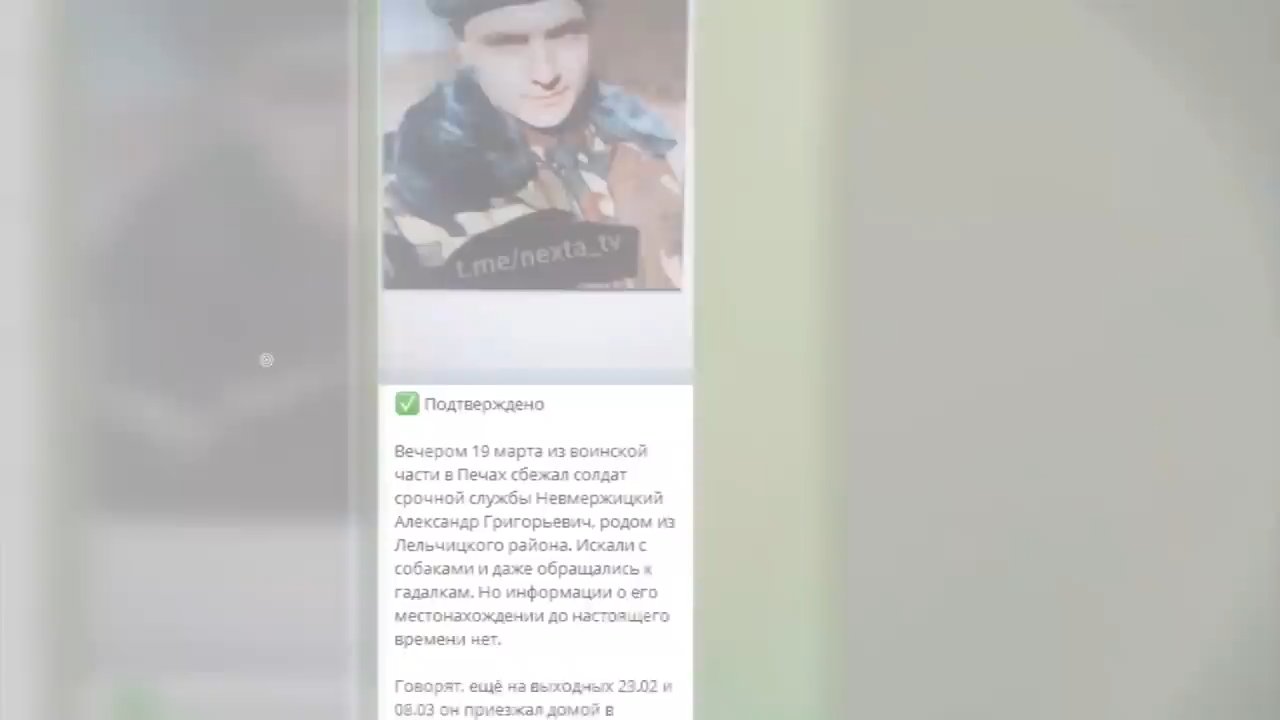 t.me/nexta_tv
Подтверждено
Вечером 19 марта из воинской
части в Печах сбежал солдат
срочной службы Невмержицкий
Александр Григорьевич, родом из
Лельчицкого района. Искали с
собаками и даже обращались к
гадалкам. Но информации о его
местонахождении до настоящего
времени нет.
Говорят, ещё на выходных 23.02 и
08.03 он приезжал домой в